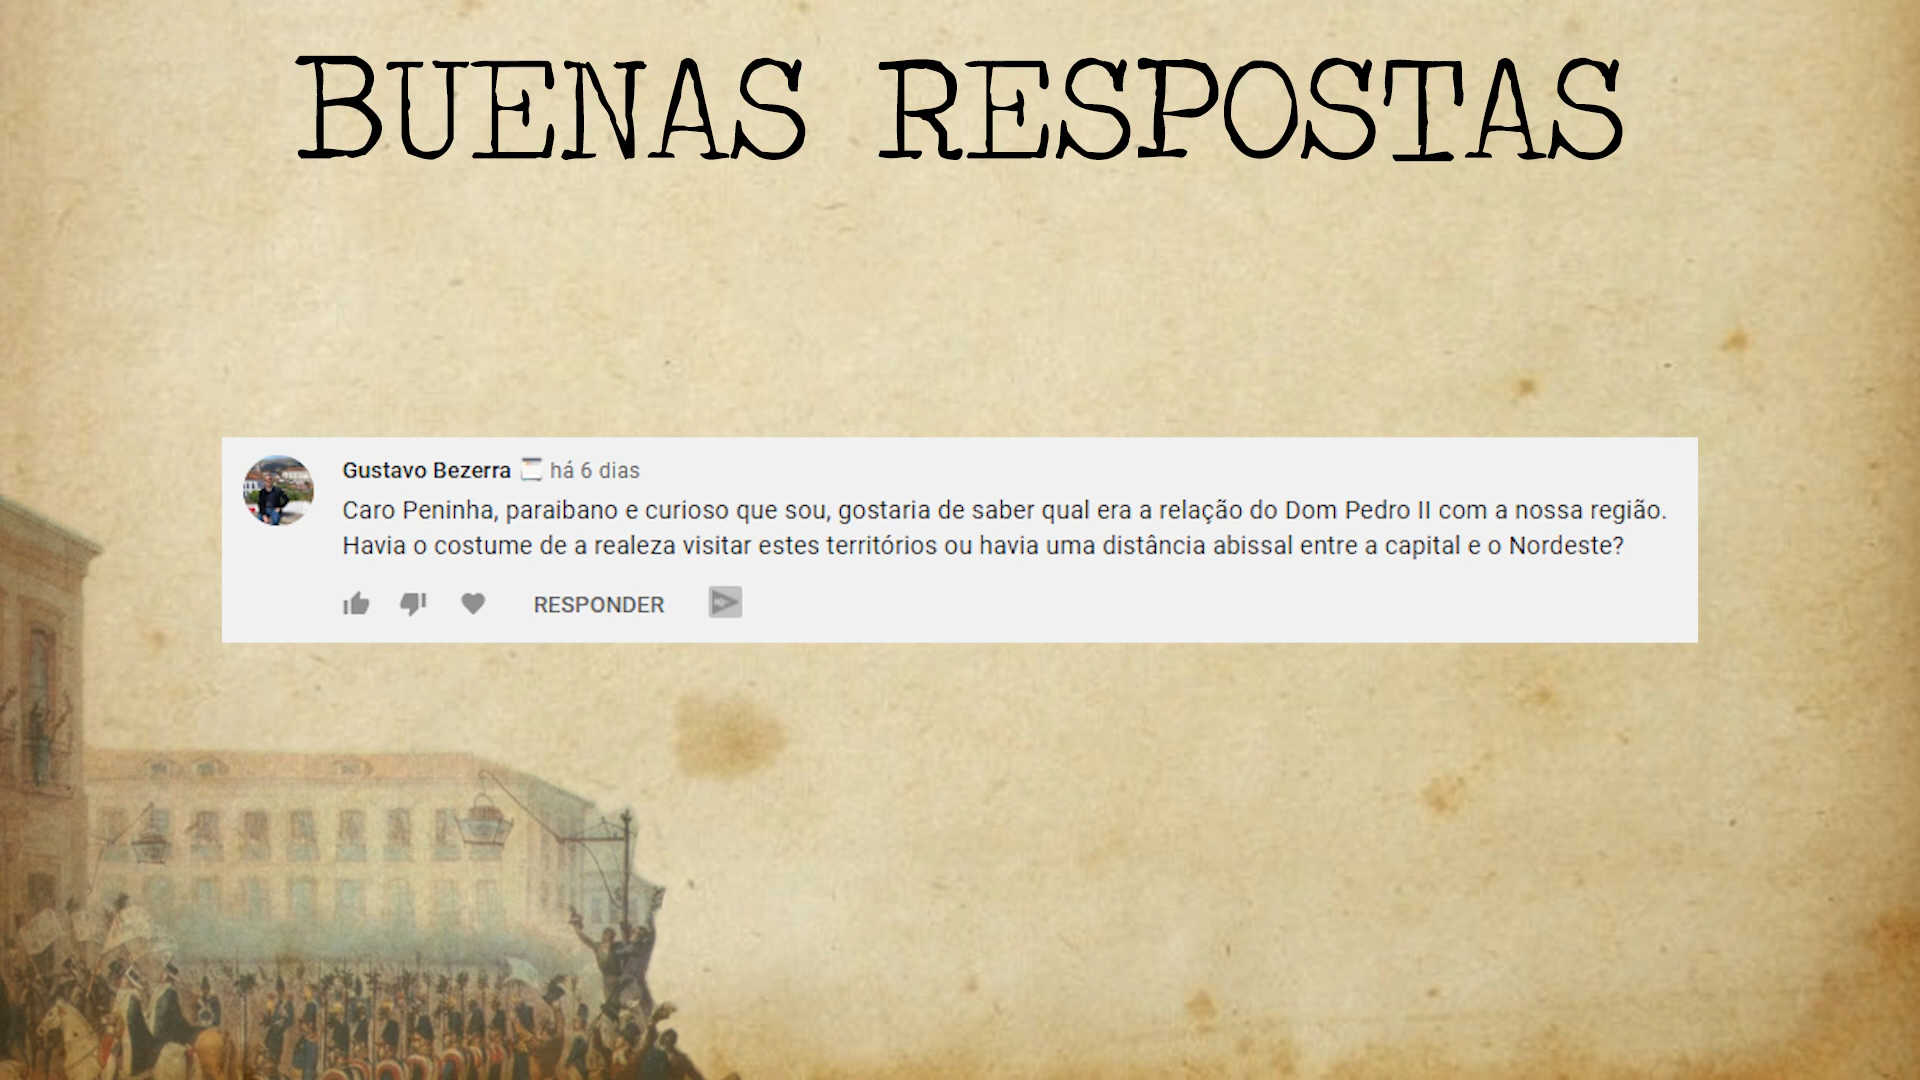 BUENAS RESPOSTAS
Gustavo Bezerra há 6 dias
Caro Peninha, paraibano e curioso que sou, gostaria de saber qual era a relação do Dom Pedro II com a nossa região.
Havia o costume de a realeza visitar estes territórios ou havia uma distância abissal entre a capital e o Nordeste?
RESPONDER